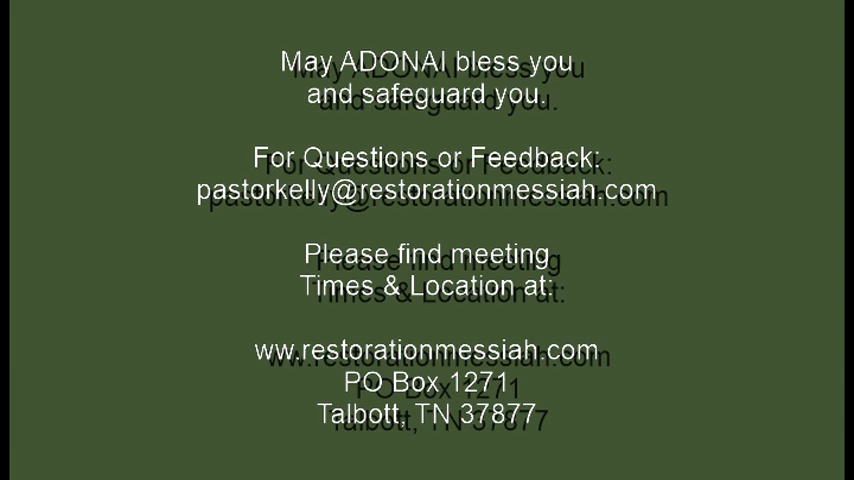 May ADONAI bless you
and safeguard you.
For Questions or Feedback:
pastorkelly@restorationmessiah.com
Please find meeting
Times & Location at:
ww.restorationmessiah.com
PO Box 1271
Talbott, TN 37877